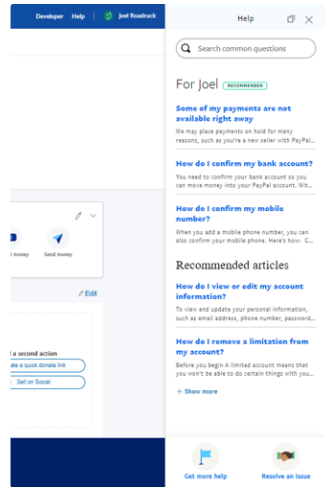 Developer Help Joel Roadruck
Help
Search common questions
For Joel RECOMMENDED
Some of my payments are not
available right away
We may place payments on hold for many
reasons, such as you're a new seller with PayPal...
How do I confirm my bank account?
You need to confirm your bank account so you
can move money into your PayPal account. Wit...
How do I confirm my mobile
number?
When you add a mobile phone number, you can
also confirm your mobile phone. Here's how: G...
Recommended articles
How do I view or edit my account
information?
To view and update your personal information,
such as email address, phone number, password...
How do I remove a limitation from
my account?
Before you begin A limited account means that
you won't be able to do certain things with you...
+ Show more
Get more help
Resolve an issue
money
Send money
Edit
l a second action
ate a quick donate link
Sell on Social